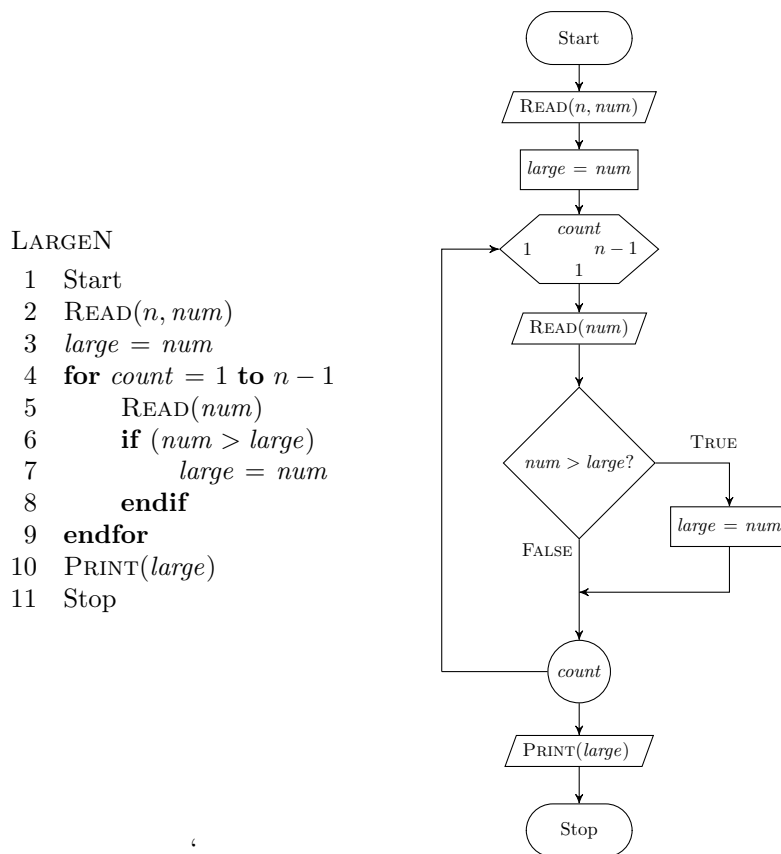 LARGEN
1 Start
2 READ(n, num)
3 large = num
4 for count = 1 to n − 1
5 READ(num)
6 if (num > large)
7 large = num
8 endif
9 endfor
10 PRINT(large)
11 Stop
‘
Start
READ(n, num)
large = num
count
1 n − 1
1
READ(num)
num > large?
TRUE
large = num
FALSE
count
PRINT(large)
Stop